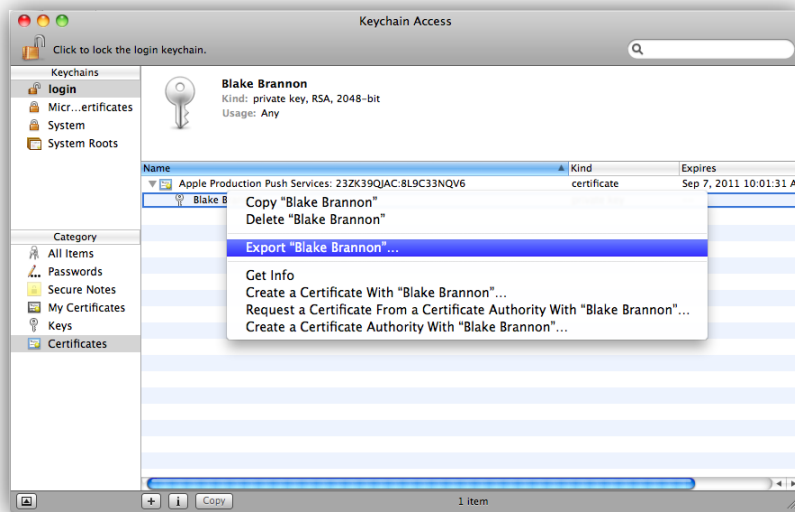 Keychain Access
Click to lock the login keychain.
Keychains
login
Micr...ertificates
System
System Roots
Blake Brannon
Kind: private key, RSA, 2048-bit
Usage: Any
Name Kind Expires
Apple Production Push Services: 23ZK39QJAC:8L9C33NQV6 certificate Sep 7, 2011 10:01:31 A
Blake B
Copy “Blake Brannon”
Delete “Blake Brannon”
Export “Blake Brannon”...
Get Info
Create a Certificate With “Blake Brannon”...
Request a Certificate From a Certificate Authority With “Blake Brannon”...
Create a Certificate Authority With “Blake Brannon”...
Category
All Items
Passwords
Secure Notes
My Certificates
Keys
Certificates
+ i Copy 1 item